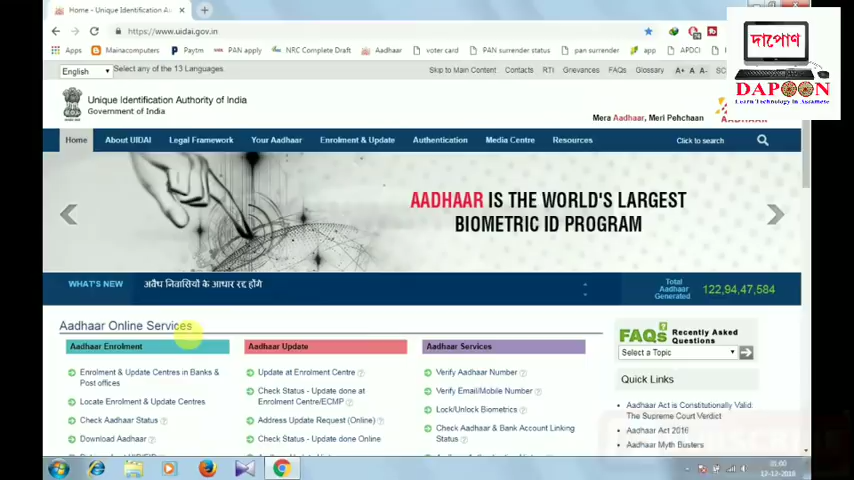 Home - Unique Identification A
https://www.uidai.gov.in
Apps Mainacomputers Paytm PAN apply NRC Complete Draft Aadhaar voter card PAN surrender status pan surrender app APDCl
দাপোণ
DAPOON
Learn Technology in Assamese
English
Select any of the 13 Languages.
Skip to Main Content Contacts RTI Grievances FAQs Glossary A+ A A-
Unique Identification Authority of India
Government of India
Mera Aadhaar, Meri Pehchaan
Home About UIDAI Legal Framework Your Aadhaar Enrolment & Update Authentication Media Centre Resources Click to search
AADHAAR IS THE WORLD'S LARGEST
BIOMETRIC ID PROGRAM
WHAT'S NEW अवैध निवासियों के आधार रद्द होंगे
Total Aadhaar Generated 122,94,47,584
Aadhaar Online Services
Aadhaar Enrolment
Enrolment & Update Centres in Banks &
Post offices
Locate Enrolment & Update Centres
Check Aadhaar Status
Download Aadhaar
Aadhaar Update
Update at Enrolment Centre
Check Status - Update done at
Enrolment Centre/ECMP
Address Update Request (Online)
Check Status - Update done Online
Aadhaar Services
Verify Aadhaar Number
Verify Email/Mobile Number
Lock/Unlock Biometrics
Check Aadhaar & Bank Account Linking
Status
FAQs Recently Asked
Questions
Select a Topic
Quick Links
Aadhaar Act is Constitutionally Valid:
The Supreme Court Verdict
Aadhaar Act 2016
Aadhaar Myth Busters
01:00
12-12-2018